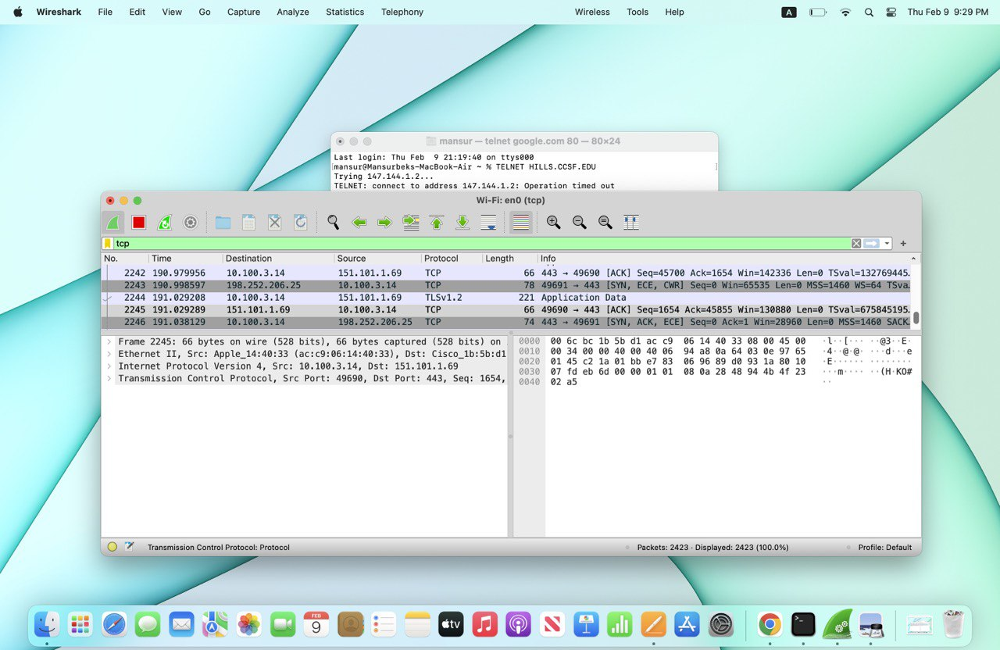 Wireshark File Edit View Go Capture Analyze Statistics Telephony Wireless Tools Help A Thu Feb 9 9:29 PM
mansur — telnet google.com 80 — 80×24
Last login: Thu Feb  9 21:19:40 on ttys000
[mansur@Mansurbeks-MacBook-Air ~ % TELNET HILLS.CCSF.EDU ]
Trying 147.144.1.2...
TELNET: connect to address 147.144.1.2: Operation timed out
Wi-Fi: en0 (tcp)
tcp
No. Time Destination Source Protocol Length Info
2242 190.979956 10.100.3.14 151.101.1.69 TCP 66 443 → 49690 [ACK] Seq=45700 Ack=1654 Win=142336 Len=0 TSval=132769445…
2243 190.998597 198.252.206.25 10.100.3.14 TCP 78 49691 → 443 [SYN, ECE, CWR] Seq=0 Win=65535 Len=0 MSS=1460 WS=64 TSva…
2244 191.029208 10.100.3.14 151.101.1.69 TLSv1.2 221 Application Data
2245 191.029289 151.101.1.69 10.100.3.14 TCP 66 49690 → 443 [ACK] Seq=1654 Ack=45855 Win=130880 Len=0 TSval=675845195…
2246 191.038129 10.100.3.14 198.252.206.25 TCP 74 443 → 49691 [SYN, ACK, ECE] Seq=0 Ack=1 Win=28960 Len=0 MSS=1460 SACK…
Frame 2245: 66 bytes on wire (528 bits), 66 bytes captured (528 bits) on
Ethernet II, Src: Apple_14:40:33 (ac:c9:06:14:40:33), Dst: Cisco_1b:5b:d1
Internet Protocol Version 4, Src: 10.100.3.14, Dst: 151.101.1.69
Transmission Control Protocol, Src Port: 49690, Dst Port: 443, Seq: 1654,
0000 00 6c bc 1b 5b d1 ac c9 06 14 40 33 08 00 45 00 ·l··[··· ··@3··E·
0010 00 34 00 00 40 00 40 06 94 a8 0a 64 03 0e 97 65 ·4··@·@· ···d···e
0020 01 45 c2 1a 01 bb e7 83 06 96 89 d0 93 1a 80 10 ·E······ ········
0030 07 fd eb 6d 00 00 01 01 08 0a 28 48 94 4b 4f 23 ···m···· ··(H·KO#
0040 02 a5 ··
Transmission Control Protocol: Protocol Packets: 2423 · Displayed: 2423 (100.0%) Profile: Default
FEB
9
tv
>_